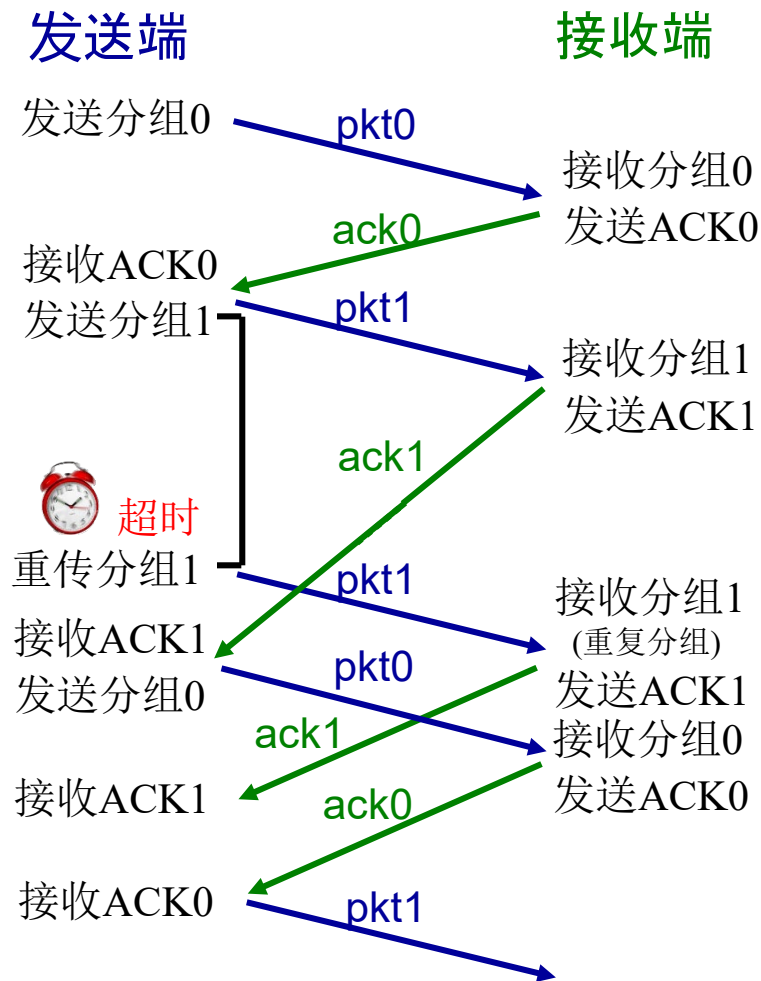 发送端
接收端
发送分组0
pkt0
接收分组0
发送ACK0
ack0
接收ACK0
发送分组1
pkt1
接收分组1
发送ACK1
ack1
超时
重传分组1
pkt1
接收分组1
(重复分组)
发送ACK1
接收ACK1
发送分组0
pkt0
接收分组0
发送ACK0
ack1
接收ACK1
ack0
接收ACK0
pkt1